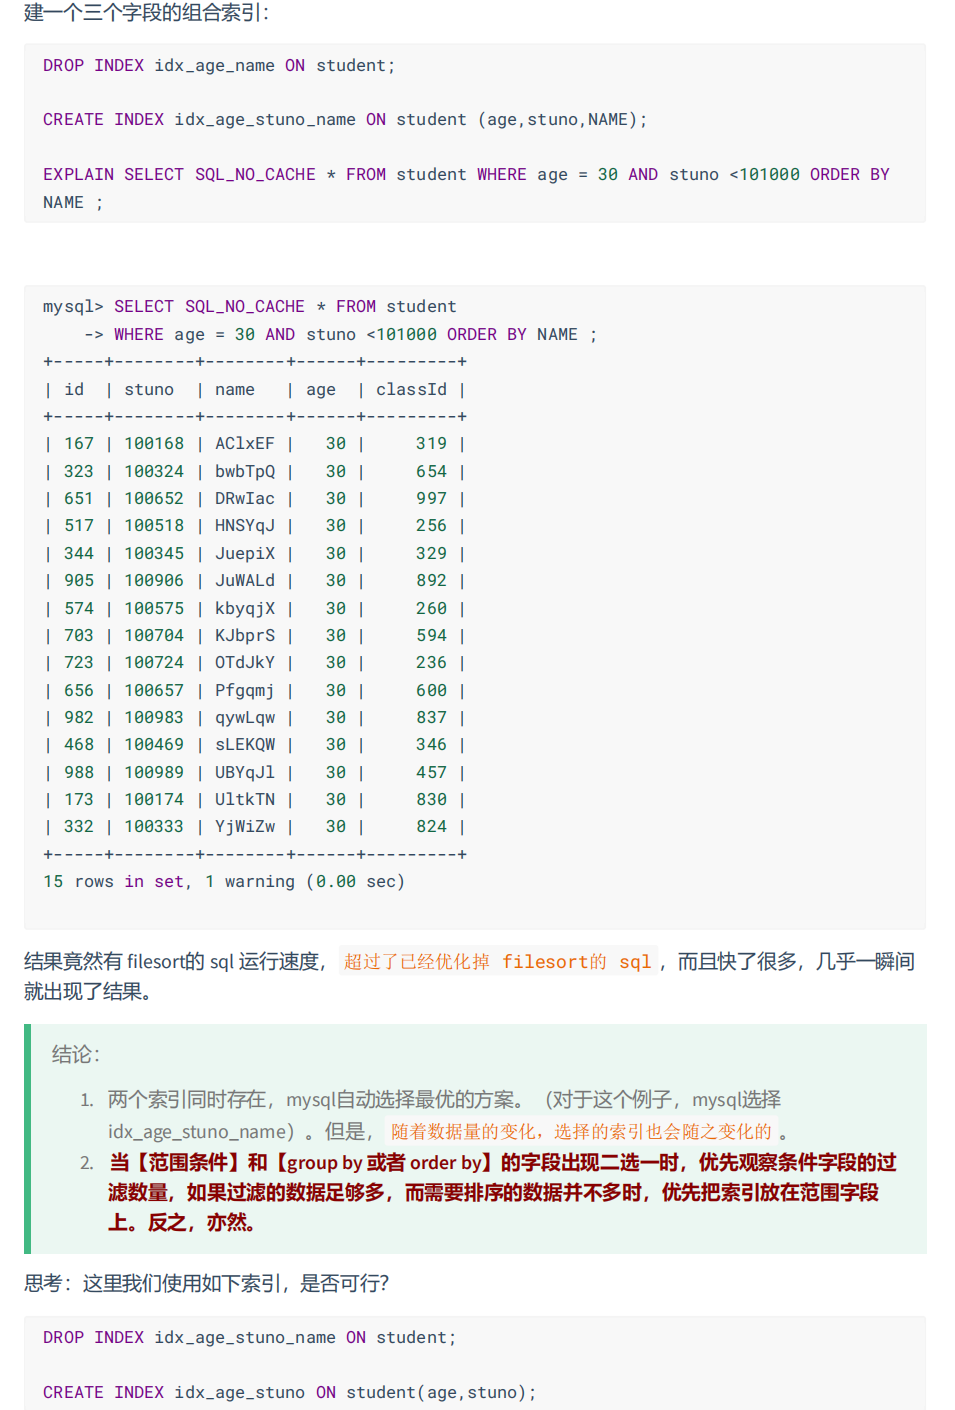 建一个三个字段的组合索引：
DROP INDEX idx_age_name ON student;
CREATE INDEX idx_age_stuno_name ON student (age,stuno,NAME);
EXPLAIN SELECT SQL_NO_CACHE * FROM student WHERE age = 30 AND stuno <101000 ORDER BY
NAME ;
mysql> SELECT SQL_NO_CACHE * FROM student
    -> WHERE age = 30 AND stuno <101000 ORDER BY NAME ;
+-----+--------+--------+------+---------+
| id  | stuno  | name   | age  | classId |
+-----+--------+--------+------+---------+
| 167 | 100168 | AClxEF |   30 |     319 |
| 323 | 100324 | bwbTpQ |   30 |     654 |
| 651 | 100652 | DRwIac |   30 |     997 |
| 517 | 100518 | HNSYqJ |   30 |     256 |
| 344 | 100345 | JuepiX |   30 |     329 |
| 905 | 100906 | JuWALd |   30 |     892 |
| 574 | 100575 | kbyqjX |   30 |     260 |
| 703 | 100704 | KJbprS |   30 |     594 |
| 723 | 100724 | OTdJkY |   30 |     236 |
| 656 | 100657 | Pfgqmj |   30 |     600 |
| 982 | 100983 | qywLqw |   30 |     837 |
| 468 | 100469 | sLEKQW |   30 |     346 |
| 988 | 100989 | UBYqJl |   30 |     457 |
| 173 | 100174 | UltkTN |   30 |     830 |
| 332 | 100333 | YjWiZw |   30 |     824 |
+-----+--------+--------+------+---------+
15 rows in set, 1 warning (0.00 sec)
结果竟然有 filesort的 sql 运行速度， 超过了已经优化掉 filesort的 sql ，而且快了很多，几乎一瞬间
就出现了结果。
结论：
1. 两个索引同时存在，mysql自动选择最优的方案。（对于这个例子，mysql选择
idx_age_stuno_name）。但是， 随着数据量的变化，选择的索引也会随之变化的 。
2. 当【范围条件】和【group by 或者 order by】的字段出现二选一时，优先观察条件字段的过
滤数量，如果过滤的数据足够多，而需要排序的数据并不多时，优先把索引放在范围字段
上。反之，亦然。
思考：这里我们使用如下索引，是否可行?
DROP INDEX idx_age_stuno_name ON student;
CREATE INDEX idx_age_stuno ON student(age,stuno);